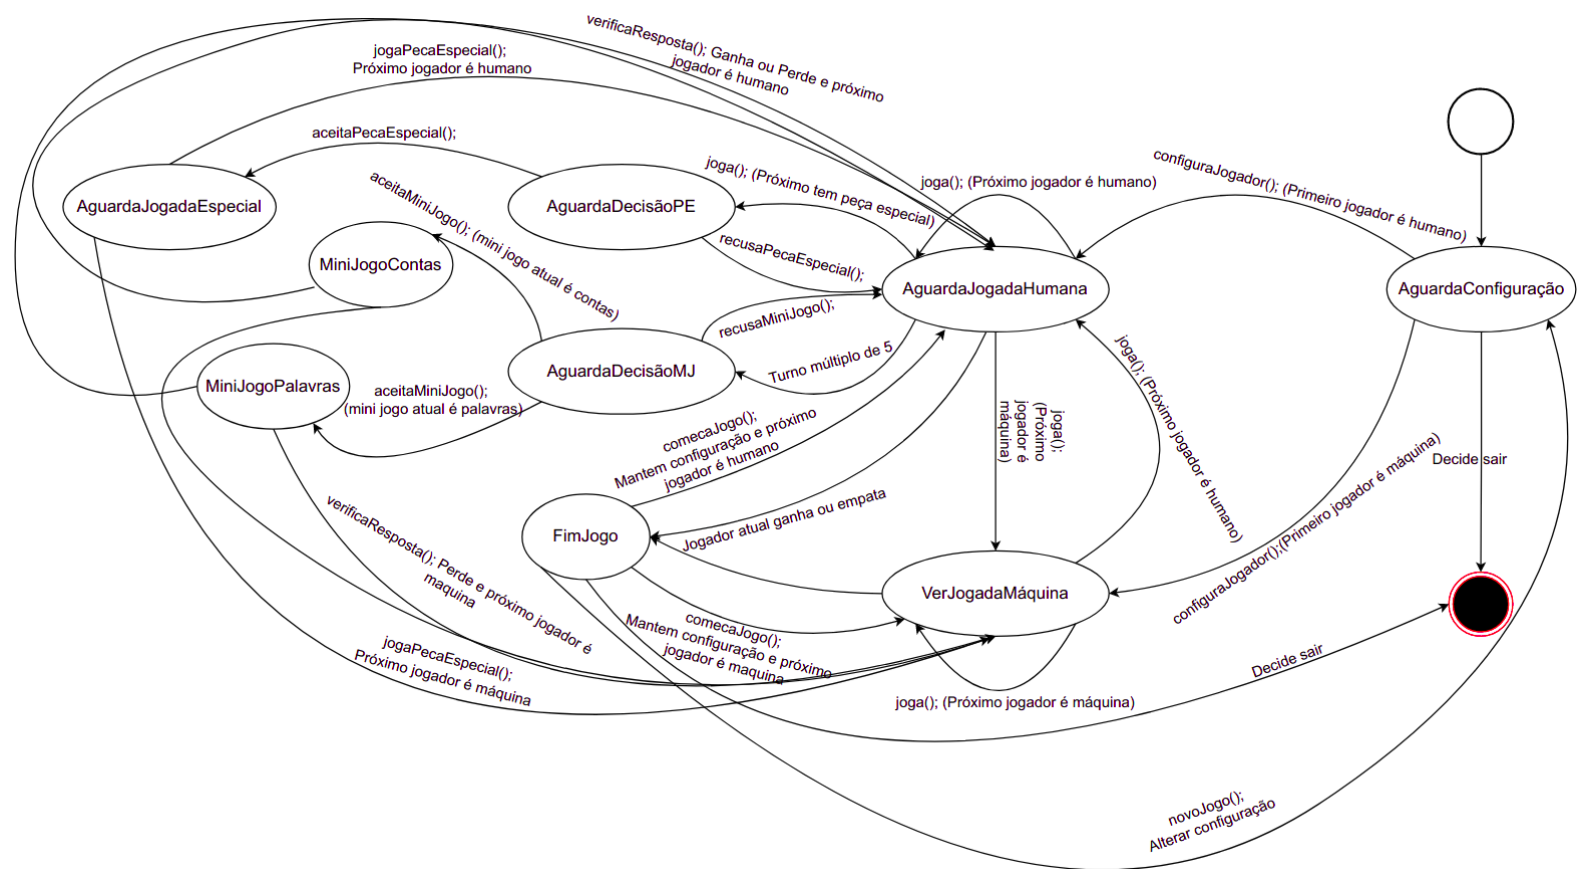 verificaResposta(); Ganha ou Perde e próximo
jogador é humano
jogaPecaEspecial();
Próximo jogador é humano
aceitaPecaEspecial();
joga(); (Próximo tem peça especial)
joga(); (Próximo jogador é humano)
configuraJogador(); (Primeiro jogador é humano)
AguardaJogadaEspecial
AguardaDecisãoPE
aceitaMiniJogo(); (mini jogo atual é contas)
recusaPecaEspecial();
MiniJogoContas
AguardaJogadaHumana
AguardaConfiguração
recusaMiniJogo();
AguardaDecisãoMJ
Turno múltiplo de 5
MiniJogoPalavras
aceitaMiniJogo();
(mini jogo atual é palavras)
joga();
(Próximo
jogador é
máquina)
joga(); (Próximo jogador é humano)
comecaJogo();
Mantem configuração e próximo
jogador é humano
configuraJogador();(Primeiro jogador é máquina)
Decide sair
Jogador atual ganha ou empata
FimJogo
verificaResposta(); Perde e próximo jogador é
maquina
VerJogadaMáquina
comecaJogo();
Mantem configuração e próximo
jogador é maquina
jogaPecaEspecial();
Próximo jogador é máquina
joga(); (Próximo jogador é máquina)
Decide sair
novoJogo();
Alterar configuração